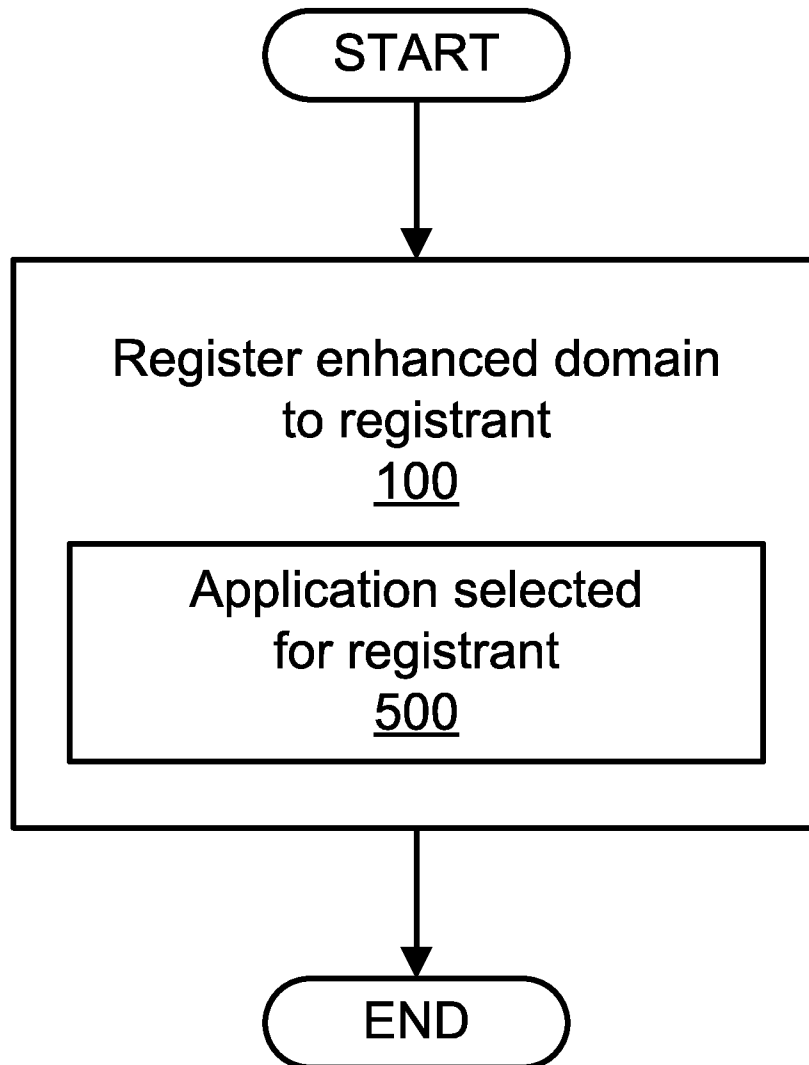 START
Register enhanced domain
to registrant
100
Application selected
for registrant
500
END